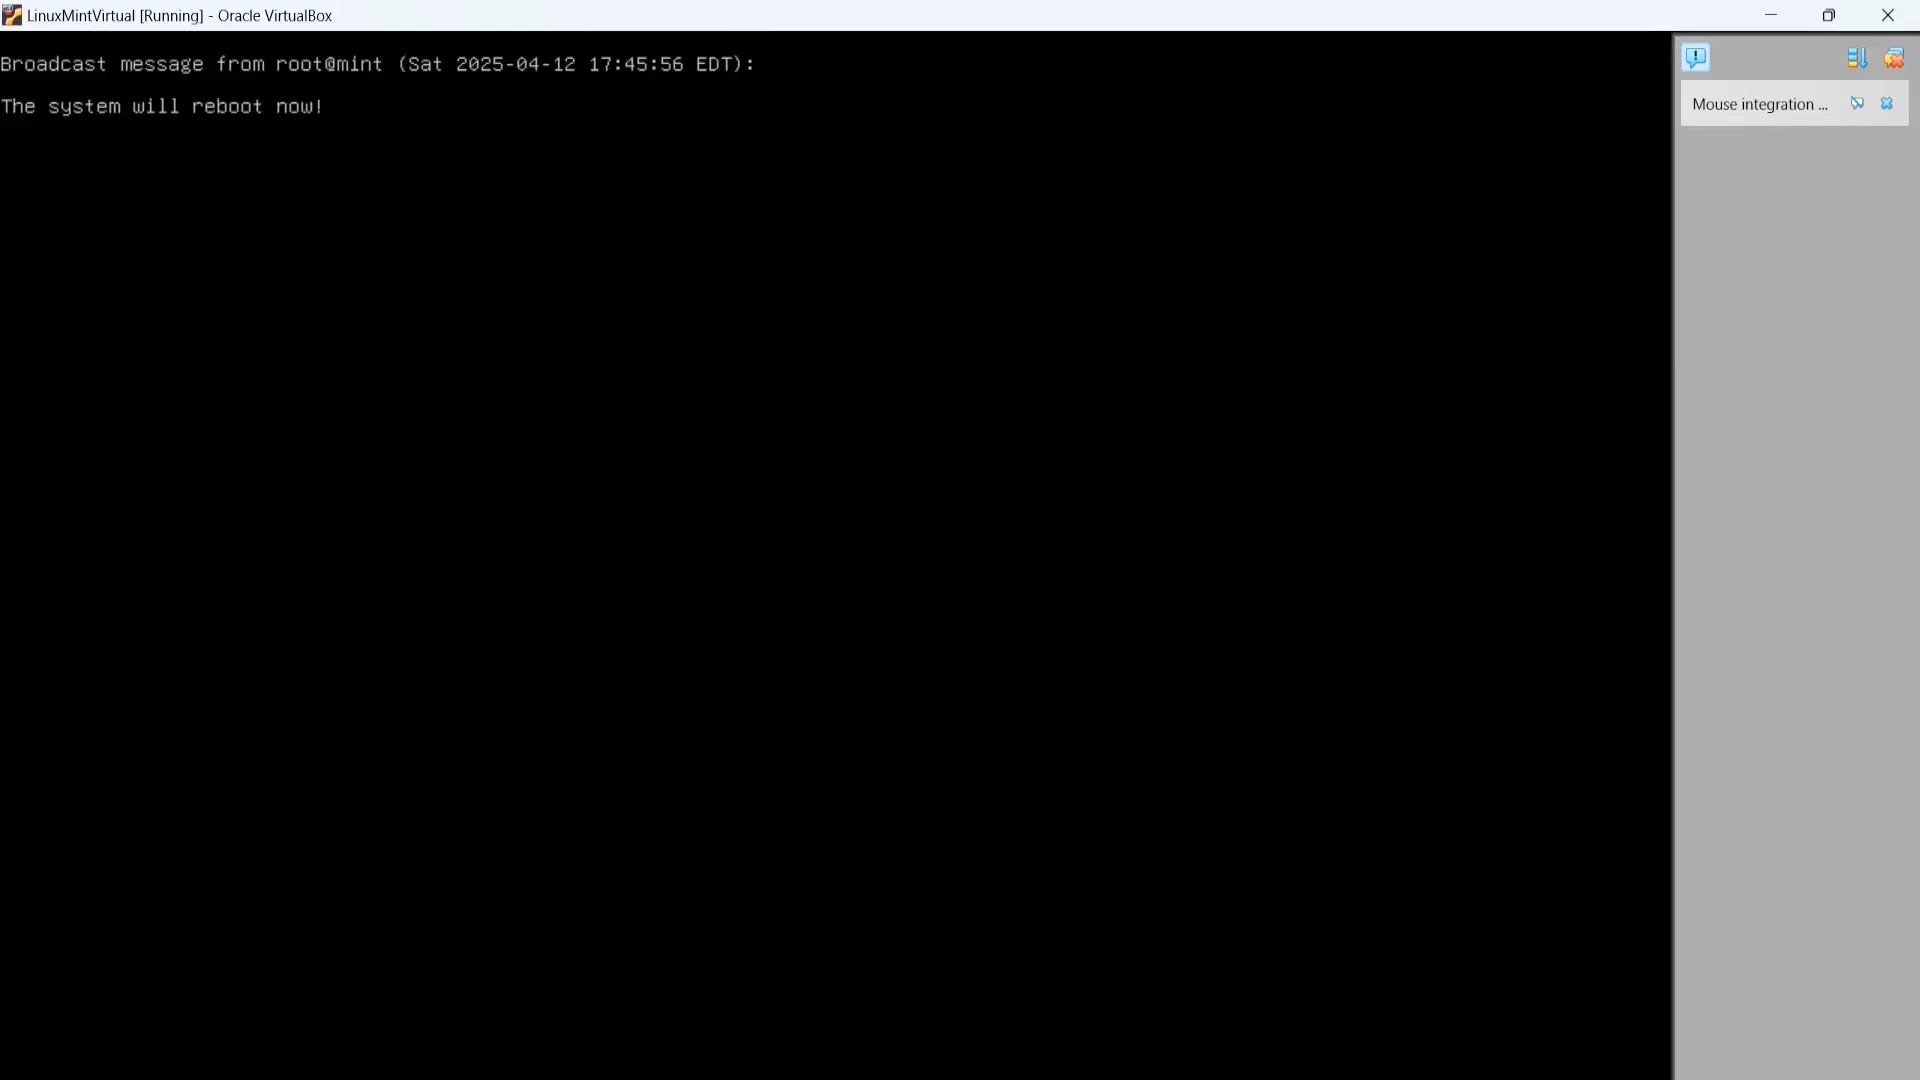 LinuxMintVirtual [Running] - Oracle VirtualBox
Broadcast message from root@mint (Sat 2025-04-12 17:45:56 EDT):
The system will reboot now!
Mouse integration ...